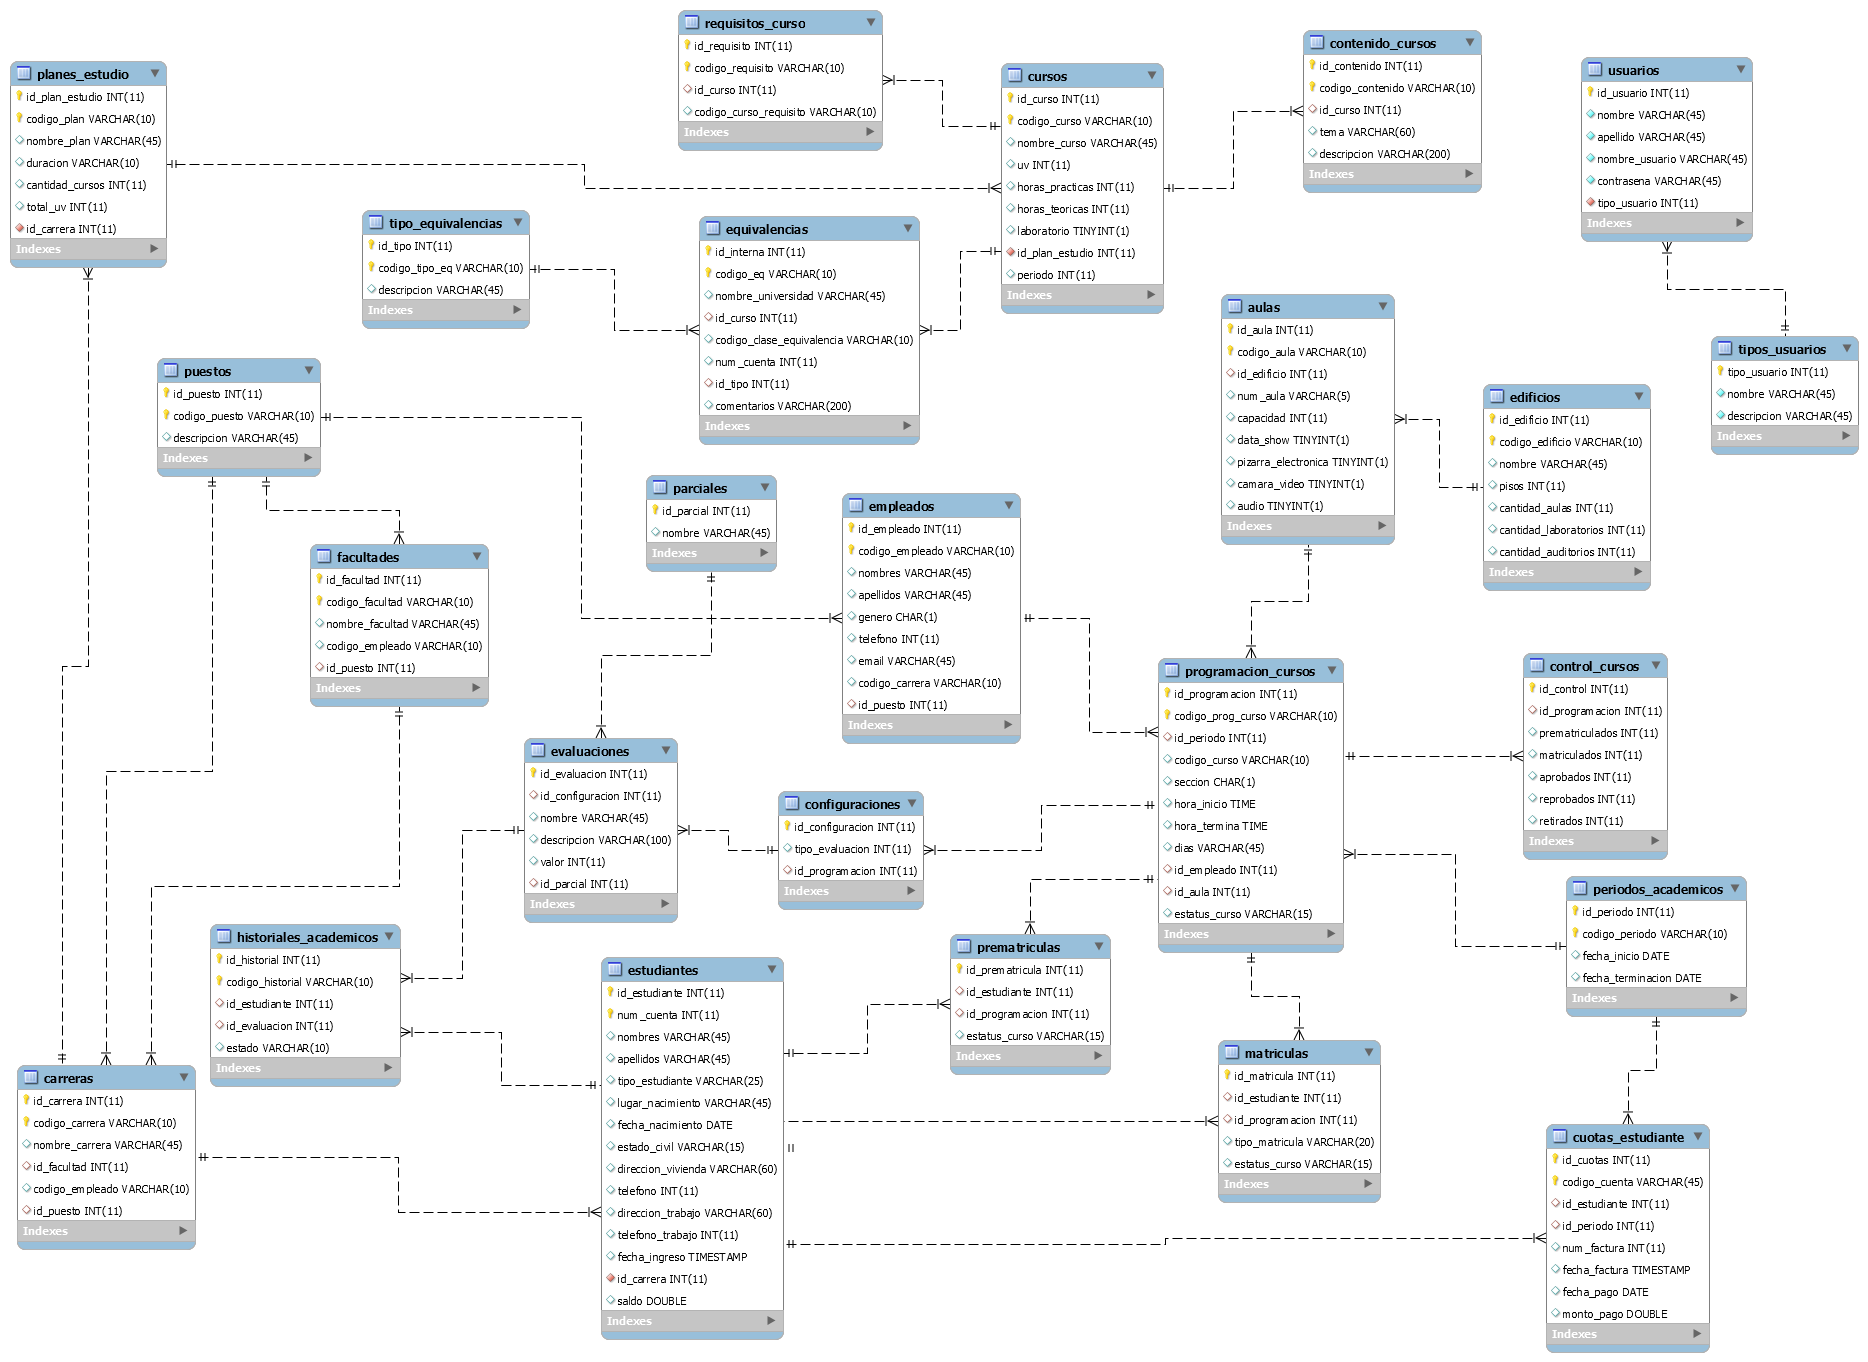 requisitos_curso
id_requisito INT(11)
codigo_requisito VARCHAR(10)
id_curso INT(11)
codigo_curso_requisito VARCHAR(10)
Indexes
contenido_cursos
id_contenido INT(11)
codigo_contenido VARCHAR(10)
id_curso INT(11)
tema VARCHAR(60)
descripcion VARCHAR(200)
Indexes
planes_estudio
id_plan_estudio INT(11)
codigo_plan VARCHAR(10)
nombre_plan VARCHAR(45)
duracion VARCHAR(10)
cantidad_cursos INT(11)
total_uv INT(11)
id_carrera INT(11)
Indexes
cursos
id_curso INT(11)
codigo_curso VARCHAR(10)
nombre_curso VARCHAR(45)
uv INT(11)
horas_practicas INT(11)
horas_teoricas INT(11)
laboratorio TINYINT(1)
id_plan_estudio INT(11)
periodo INT(11)
Indexes
usuarios
id_usuario INT(11)
nombre VARCHAR(45)
apellido VARCHAR(45)
nombre_usuario VARCHAR(45)
contrasena VARCHAR(45)
tipo_usuario INT(11)
Indexes
tipo_equivalencias
id_tipo INT(11)
codigo_tipo_eq VARCHAR(10)
descripcion VARCHAR(45)
Indexes
equivalencias
id_interna INT(11)
codigo_eq VARCHAR(10)
nombre_universidad VARCHAR(45)
id_curso INT(11)
codigo_clase_equivalencia VARCHAR(10)
num_cuenta INT(11)
id_tipo INT(11)
comentarios VARCHAR(200)
Indexes
aulas
id_aula INT(11)
codigo_aula VARCHAR(10)
id_edificio INT(11)
num_aula VARCHAR(5)
capacidad INT(11)
data_show TINYINT(1)
pizarra_electronica TINYINT(1)
camara_video TINYINT(1)
audio TINYINT(1)
Indexes
tipos_usuarios
tipo_usuario INT(11)
nombre VARCHAR(45)
descripcion VARCHAR(45)
Indexes
puestos
id_puesto INT(11)
codigo_puesto VARCHAR(10)
descripcion VARCHAR(45)
Indexes
edificios
id_edificio INT(11)
codigo_edificio VARCHAR(10)
nombre VARCHAR(45)
pisos INT(11)
cantidad_aulas INT(11)
cantidad_laboratorios INT(11)
cantidad_auditorios INT(11)
Indexes
parciales
id_parcial INT(11)
nombre VARCHAR(45)
Indexes
empleados
id_empleado INT(11)
codigo_empleado VARCHAR(10)
nombres VARCHAR(45)
apellidos VARCHAR(45)
genero CHAR(1)
telefono INT(11)
email VARCHAR(45)
codigo_carrera VARCHAR(10)
id_puesto INT(11)
Indexes
facultades
id_facultad INT(11)
codigo_facultad VARCHAR(10)
nombre_facultad VARCHAR(45)
codigo_empleado VARCHAR(10)
id_puesto INT(11)
Indexes
programacion_cursos
id_programacion INT(11)
codigo_prog_curso VARCHAR(10)
id_periodo INT(11)
codigo_curso VARCHAR(10)
seccion CHAR(1)
hora_inicio TIME
hora_termina TIME
dias VARCHAR(45)
id_empleado INT(11)
id_aula INT(11)
estatus_curso VARCHAR(15)
Indexes
control_cursos
id_control INT(11)
id_programacion INT(11)
prematriculados INT(11)
matriculados INT(11)
aprobados INT(11)
reprobados INT(11)
retirados INT(11)
Indexes
evaluaciones
id_evaluacion INT(11)
id_configuracion INT(11)
nombre VARCHAR(45)
descripcion VARCHAR(100)
valor INT(11)
id_parcial INT(11)
Indexes
configuraciones
id_configuracion INT(11)
tipo_evaluacion INT(11)
id_programacion INT(11)
Indexes
periodos_academicos
id_periodo INT(11)
codigo_periodo VARCHAR(10)
fecha_inicio DATE
fecha_terminacion DATE
Indexes
historiales_academicos
id_historial INT(11)
codigo_historial VARCHAR(10)
id_estudiante INT(11)
id_evaluacion INT(11)
estado VARCHAR(10)
Indexes
prematriculas
id_prematricula INT(11)
id_estudiante INT(11)
id_programacion INT(11)
estatus_curso VARCHAR(15)
Indexes
estudiantes
id_estudiante INT(11)
num_cuenta INT(11)
nombres VARCHAR(45)
apellidos VARCHAR(45)
tipo_estudiante VARCHAR(25)
lugar_nacimiento VARCHAR(45)
fecha_nacimiento DATE
estado_civil VARCHAR(15)
direccion_vivienda VARCHAR(60)
telefono INT(11)
direccion_trabajo VARCHAR(60)
telefono_trabajo INT(11)
fecha_ingreso TIMESTAMP
id_carrera INT(11)
saldo DOUBLE
Indexes
matriculas
id_matricula INT(11)
id_estudiante INT(11)
id_programacion INT(11)
tipo_matricula VARCHAR(20)
estatus_curso VARCHAR(15)
Indexes
carreras
id_carrera INT(11)
codigo_carrera VARCHAR(10)
nombre_carrera VARCHAR(45)
id_facultad INT(11)
codigo_empleado VARCHAR(10)
id_puesto INT(11)
Indexes
cuotas_estudiante
id_cuotas INT(11)
codigo_cuenta VARCHAR(45)
id_estudiante INT(11)
id_periodo INT(11)
num_factura INT(11)
fecha_factura TIMESTAMP
fecha_pago DATE
monto_pago DOUBLE
Indexes